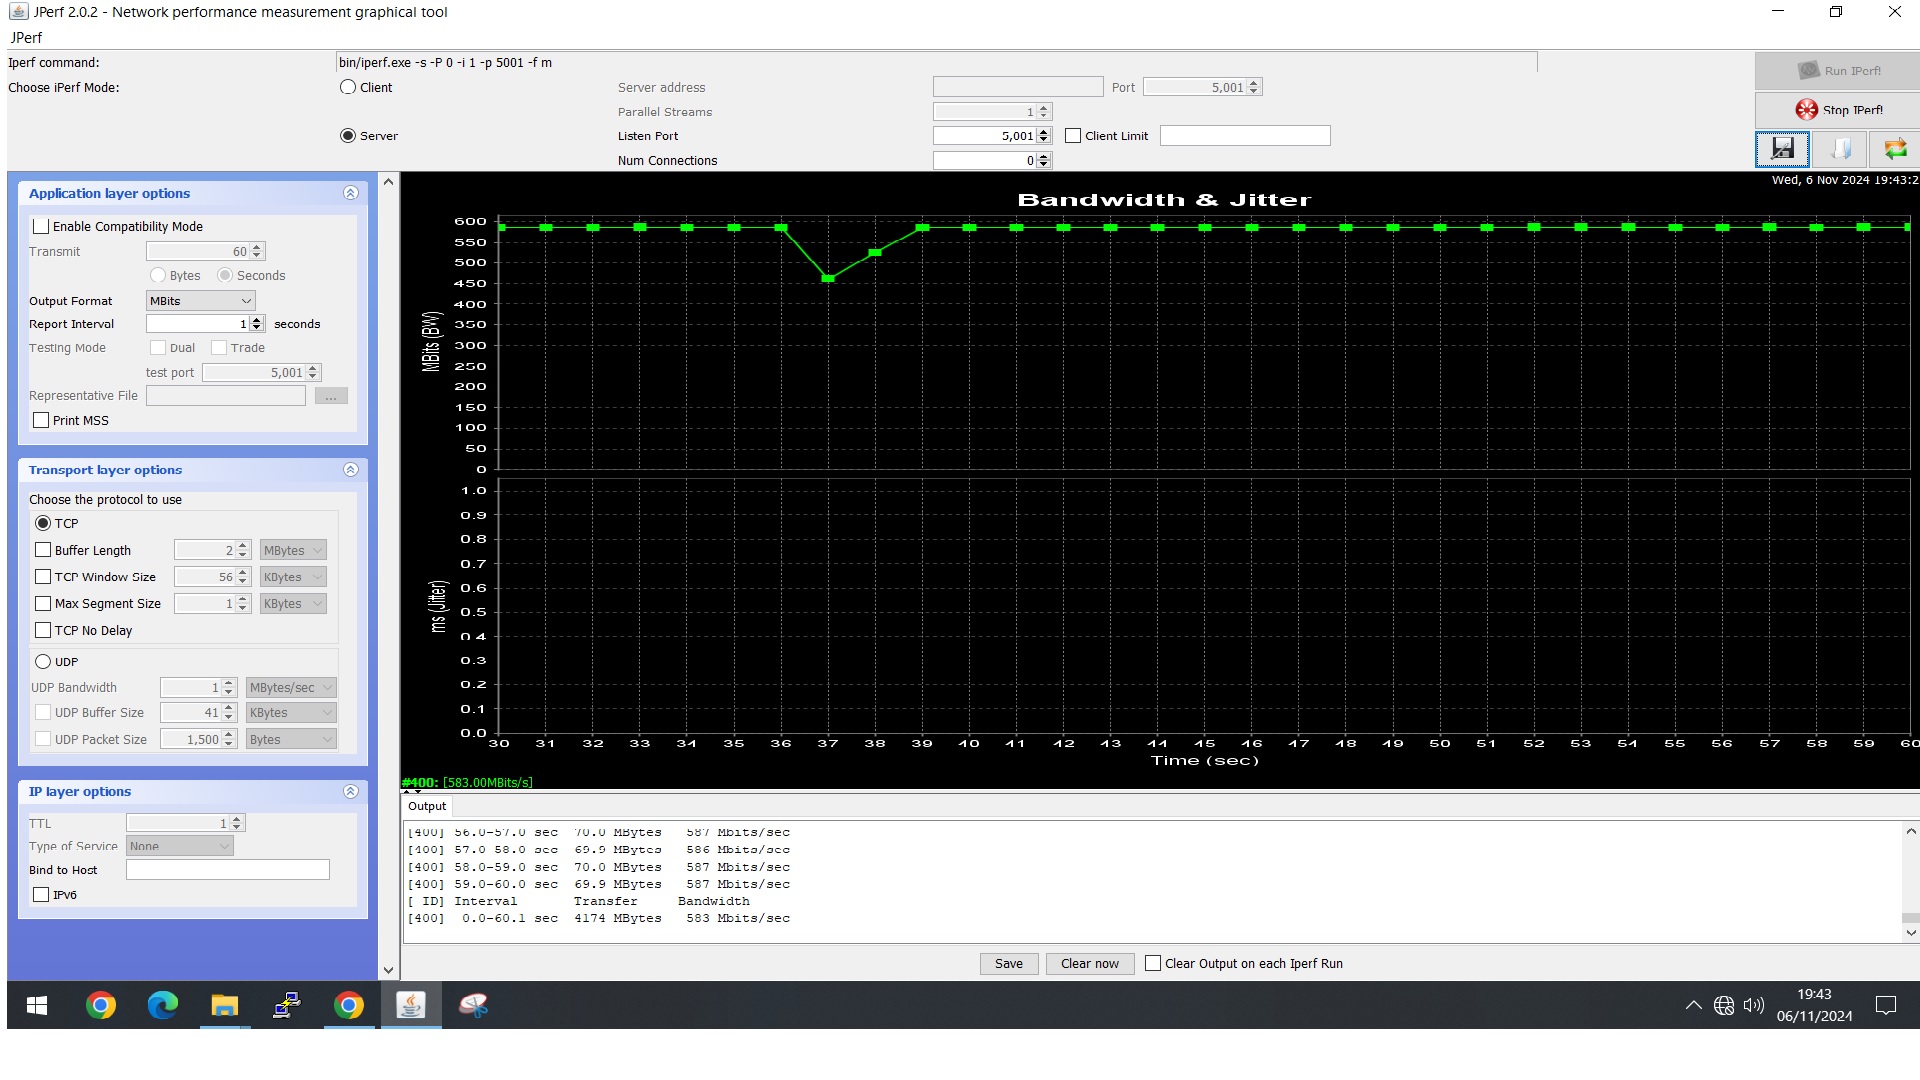 JPerf 2.0.2 - Network performance measurement graphical tool
JPerf
Iperf command: bin/iperf.exe -s -P 0 -i 1 -p 5001 -f m
Choose iPerf Mode: Client Server address Port 5,001
Parallel Streams 1
Server Listen Port 5,001 Client Limit
Num Connections 0
Run IPerf!
Stop IPerf!
Application layer options
Enable Compatibility Mode
Transmit 60
Bytes Seconds
Output Format MBits
Report Interval 1 seconds
Testing Mode Dual Trade
test port 5,001
Representative File ...
Print MSS
Transport layer options
Choose the protocol to use
TCP
Buffer Length 2 MBytes
TCP Window Size 56 KBytes
Max Segment Size 1 KBytes
TCP No Delay
UDP
UDP Bandwidth 1 MBytes/sec
UDP Buffer Size 41 KBytes
UDP Packet Size 1,500 Bytes
IP layer options
TTL 1
Type of Service None
Bind to Host
IPv6
Wed, 6 Nov 2024 19:43:2
Bandwidth & Jitter
MBits (BW)
600
550
500
450
400
350
300
250
200
150
100
50
0
ms (Jitter)
1.0
0.9
0.8
0.7
0.6
0.5
0.4
0.3
0.2
0.1
0.0
30 31 32 33 34 35 36 37 38 39 40 41 42 43 44 45 46 47 48 49 50 51 52 53 54 55 56 57 58 59 60
Time (sec)
#400: [583.00MBits/s]
Output
[400] 56.0-57.0 sec 70.0 MBytes 587 Mbits/sec
[400] 57.0-58.0 sec 69.9 MBytes 586 Mbits/sec
[400] 58.0-59.0 sec 70.0 MBytes 587 Mbits/sec
[400] 59.0-60.0 sec 69.9 MBytes 587 Mbits/sec
[ ID] Interval Transfer Bandwidth
[400] 0.0-60.1 sec 4174 MBytes 583 Mbits/sec
Save Clear now Clear Output on each Iperf Run
19:43
06/11/2024